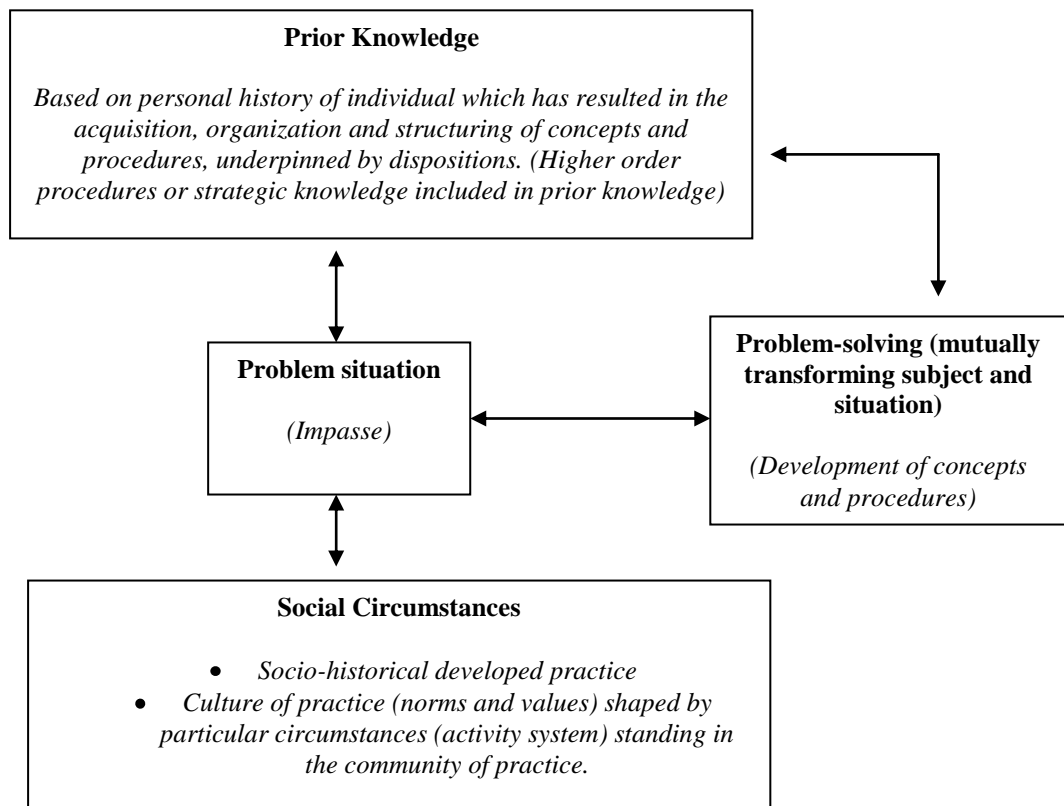 Prior Knowledge
Based on personal history of individual which has resulted in the
acquisition, organization and structuring of concepts and
procedures, underpinned by dispositions. (Higher order
procedures or strategic knowledge included in prior knowledge)
Problem situation
(Impasse)
Problem-solving (mutually
transforming subject and
situation)
(Development of concepts
and procedures)
Social Circumstances
• Socio-historical developed practice
• Culture of practice (norms and values) shaped by
particular circumstances (activity system) standing in
the community of practice.